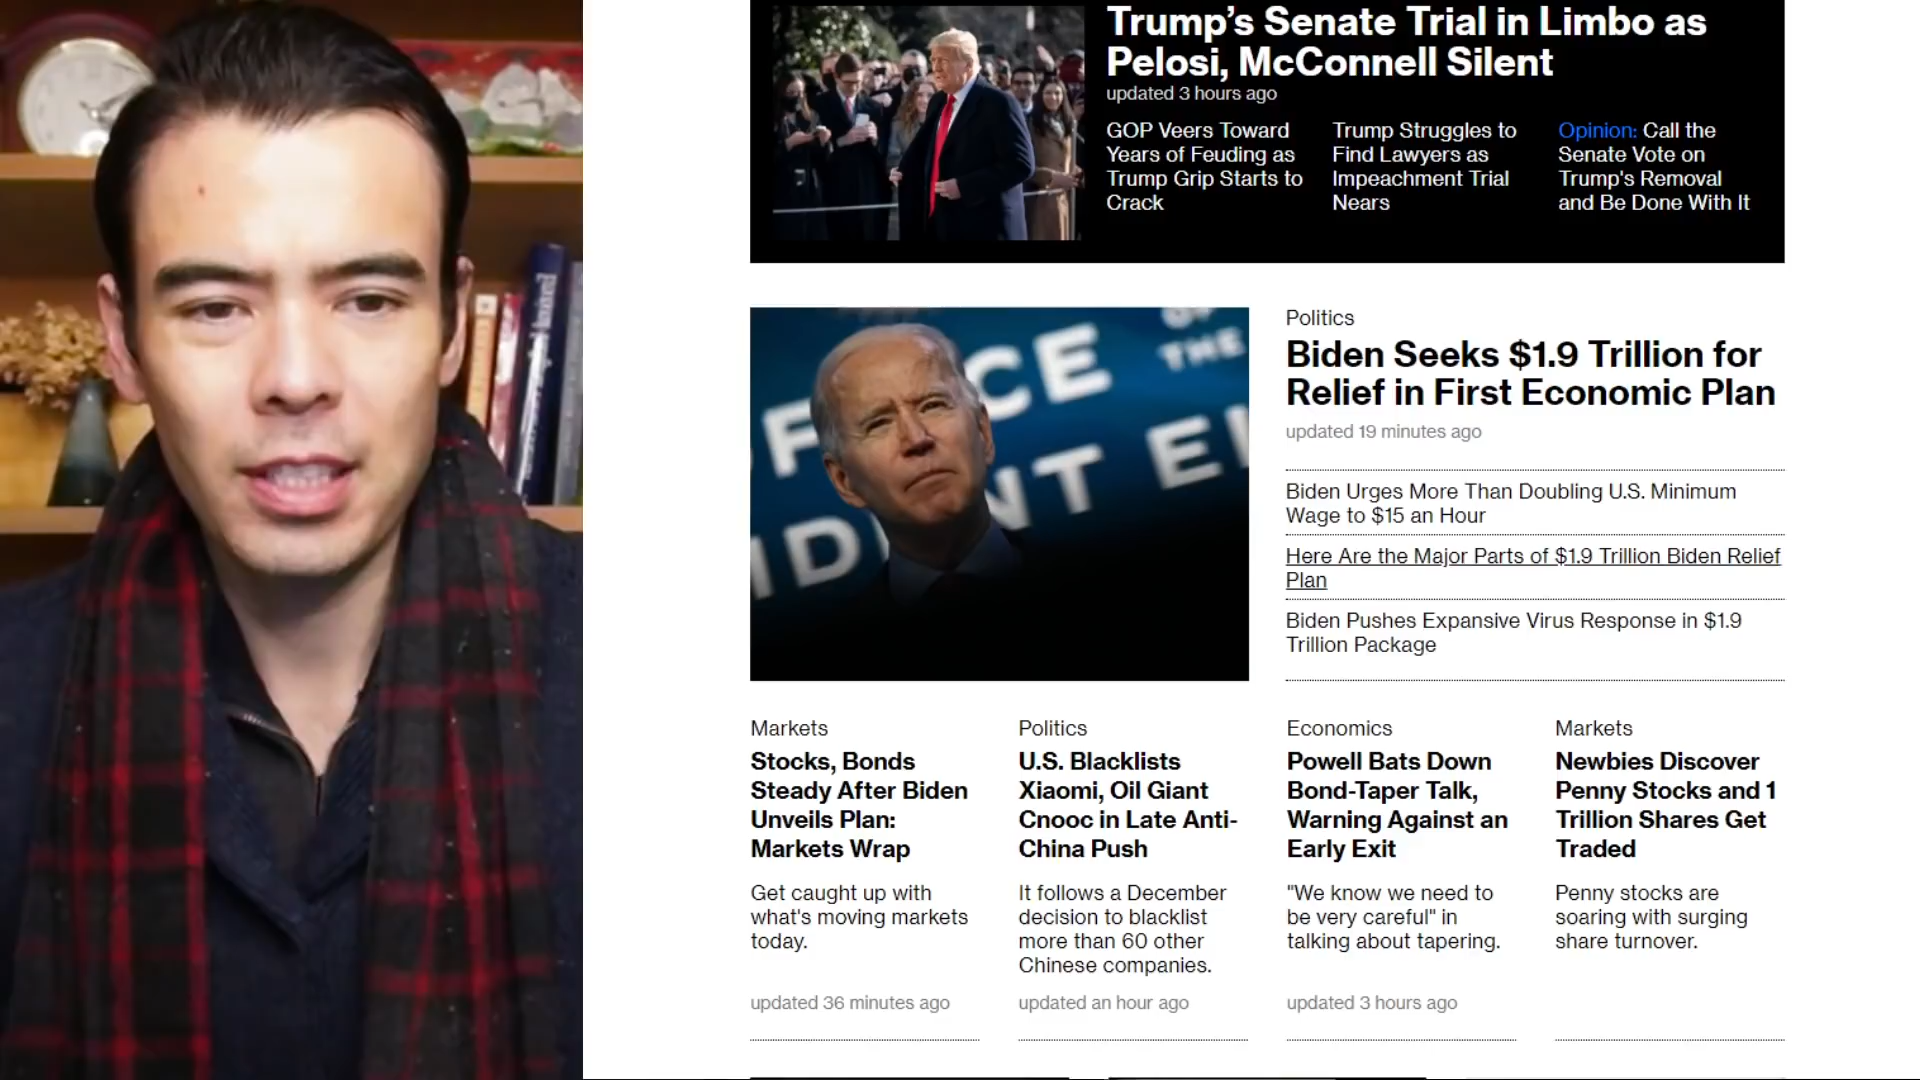 Trump's Senate Trial in Limbo as
Pelosi, McConnell Silent
updated 3 hours ago
GOP Veers Toward
Years of Feuding as
Trump Grip Starts to
Crack
Trump Struggles to
Find Lawyers as
Impeachment Trial
Nears
Opinion: Call the
Senate Vote on
Trump's Removal
and Be Done With It
OF
THE
FFICE
IDENT EL
Politics
Biden Seeks $1.9 Trillion for
Relief in First Economic Plan
updated 19 minutes ago
Biden Urges More Than Doubling U.S. Minimum
Wage to $15 an Hour
Here Are the Major Parts of $1.9 Trillion Biden Relief
Plan
Biden Pushes Expansive Virus Response in $1.9
Trillion Package
Markets
Stocks, Bonds
Steady After Biden
Unveils Plan:
Markets Wrap
Get caught up with
what's moving markets
today.
updated 36 minutes ago
Politics
U.S. Blacklists
Xiaomi, Oil Giant
Cnooc in Late Anti-
China Push
It follows a December
decision to blacklist
more than 60 other
Chinese companies.
updated an hour ago
Economics
Powell Bats Down
Bond-Taper Talk,
Warning Against an
Early Exit
"We know we need to
be very careful" in
talking about tapering.
updated 3 hours ago
Markets
Newbies Discover
Penny Stocks and 1
Trillion Shares Get
Traded
Penny stocks are
soaring with surging
share turnover.